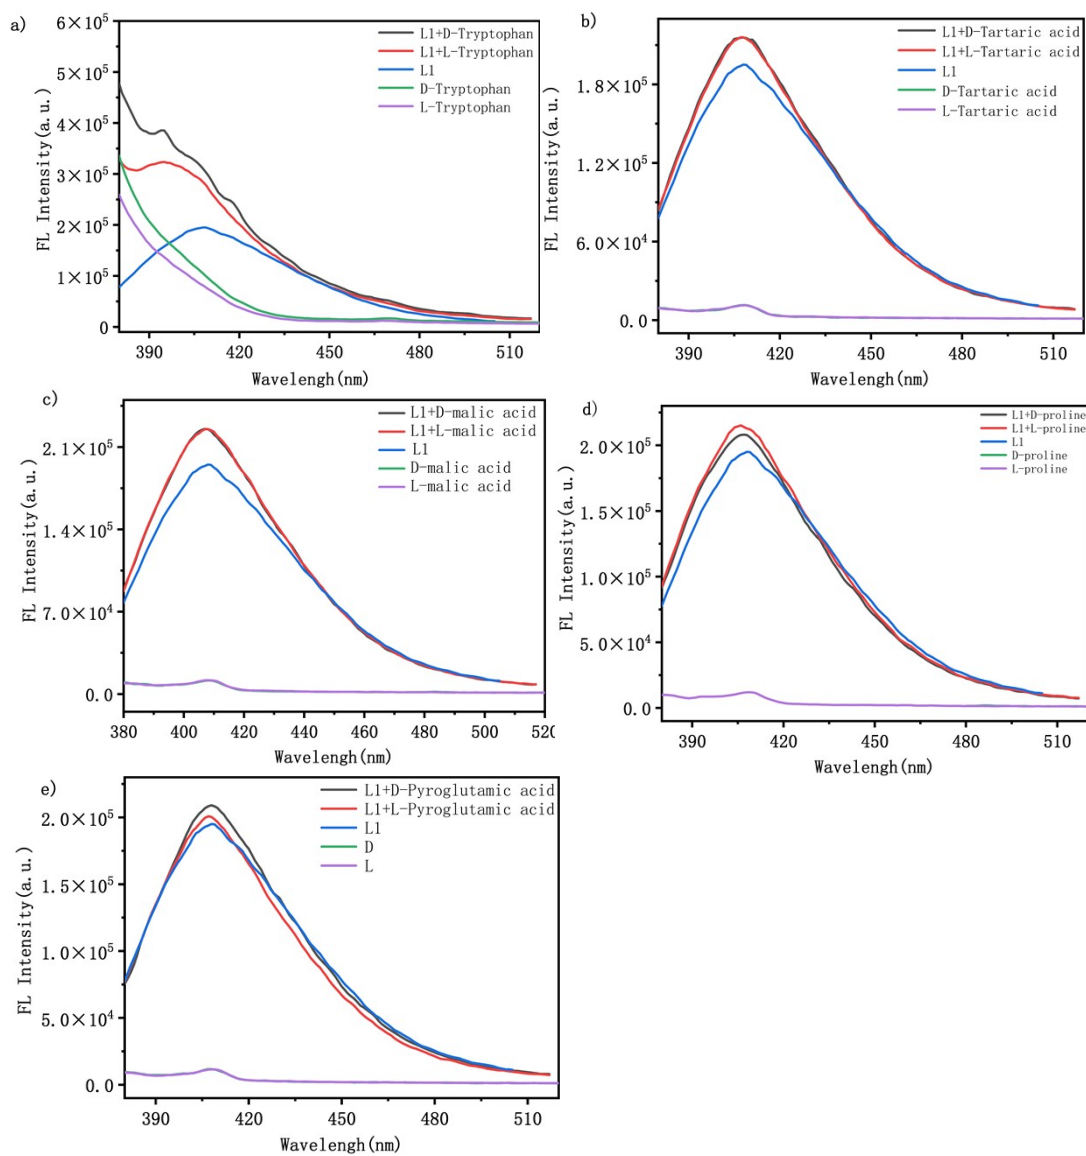 a)
L1+D-Tryptophan
L1+L-Tryptophan
L1
D-Tryptophan
L-Tryptophan
6×10⁵
5×10⁵
4×10⁵
3×10⁵
2×10⁵
1×10⁵
0
FL Intensity(a.u.)
390 420 450 480 510
Wavelengh(nm)
b)
L1+D-Tartaric acid
L1+L-Tartaric acid
L1
D-Tartaric acid
L-Tartaric acid
1.8×10⁵
1.2×10⁵
6.0×10⁴
0.0
FL Intensity(a.u.)
390 420 450 480 510
Wavelengh(nm)
c)
L1+D-malic acid
L1+L-malic acid
L1
D-malic acid
L-malic acid
2.1×10⁵
1.4×10⁵
7.0×10⁴
0.0
FL Intensity(a.u.)
380 400 420 440 460 480 500 520
Wavelengh(nm)
d)
L1+D-proline
L1+L-proline
L1
D-proline
L-proline
2.0×10⁵
1.5×10⁵
1.0×10⁵
5.0×10⁴
0.0
FL Intensity(a.u.)
390 420 450 480 510
Wavelengh(nm)
e)
L1+D-Pyroglutamic acid
L1+L-Pyroglutamic acid
L1
D
L
2.0×10⁵
1.5×10⁵
1.0×10⁵
5.0×10⁴
0.0
FL Intensity(a.u.)
390 420 450 480 510
Wavelengh(nm)